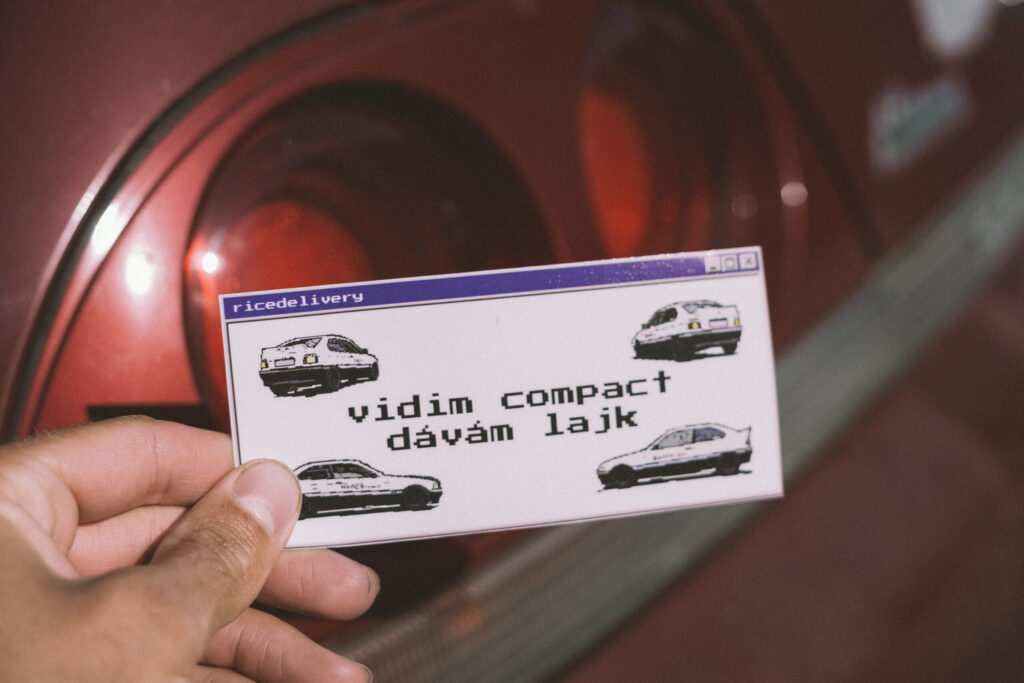 ricedelivery
vidim compact
dávám lajk